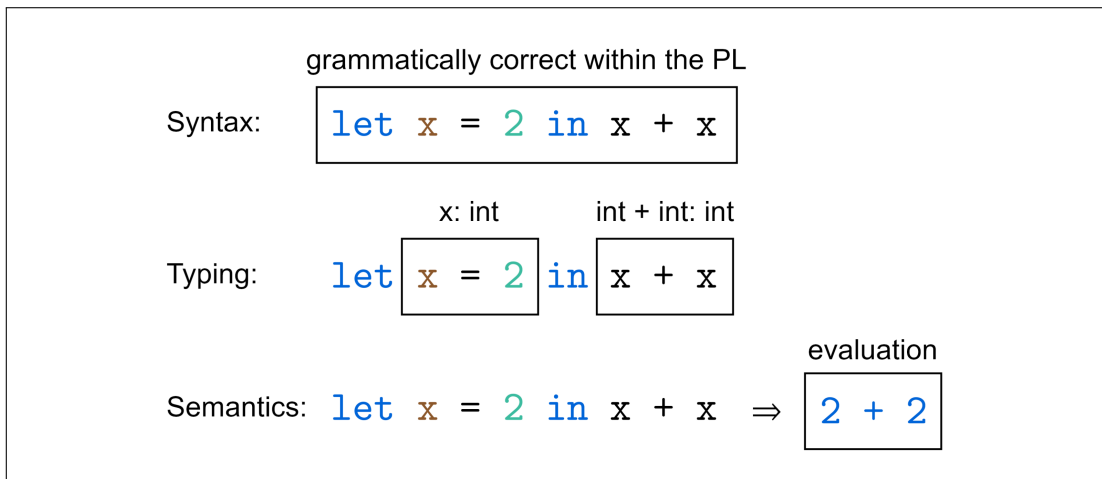 grammatically correct within the PL
Syntax: let x = 2 in x + x
x: int int + int: int
Typing: let x = 2 in x + x
evaluation
Semantics: let x = 2 in x + x ⇒ 2 + 2